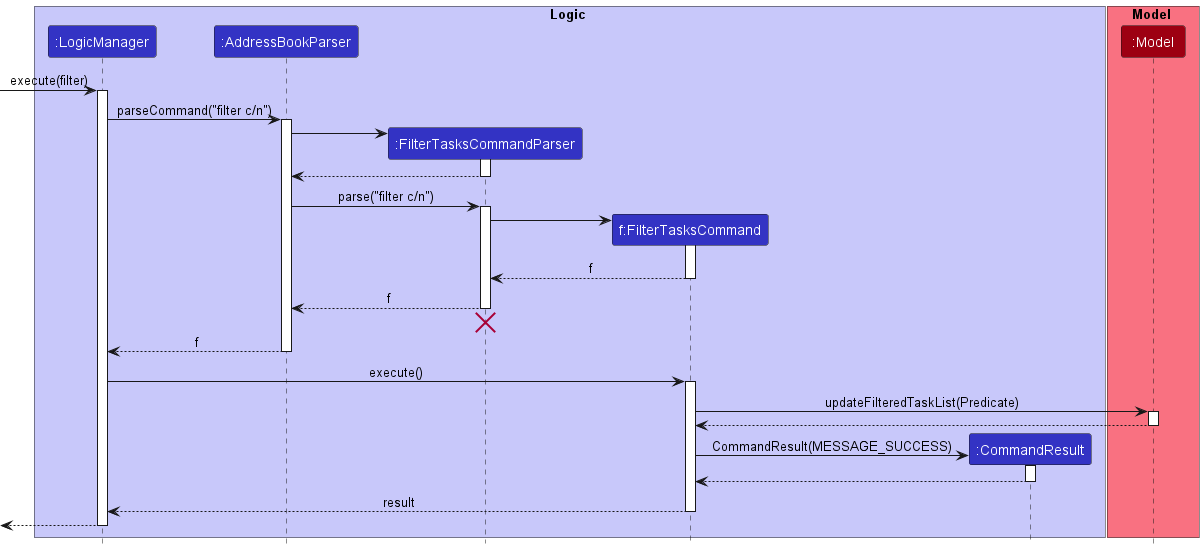 Logic
Model
:LogicManager
:AddressBookParser
:Model
execute(filter)
parseCommand("filter c/n")
:FilterTasksCommandParser
parse("filter c/n")
f:FilterTasksCommand
f
f
f
execute()
updateFilteredTaskList(Predicate)
CommandResult(MESSAGE_SUCCESS)
:CommandResult
result